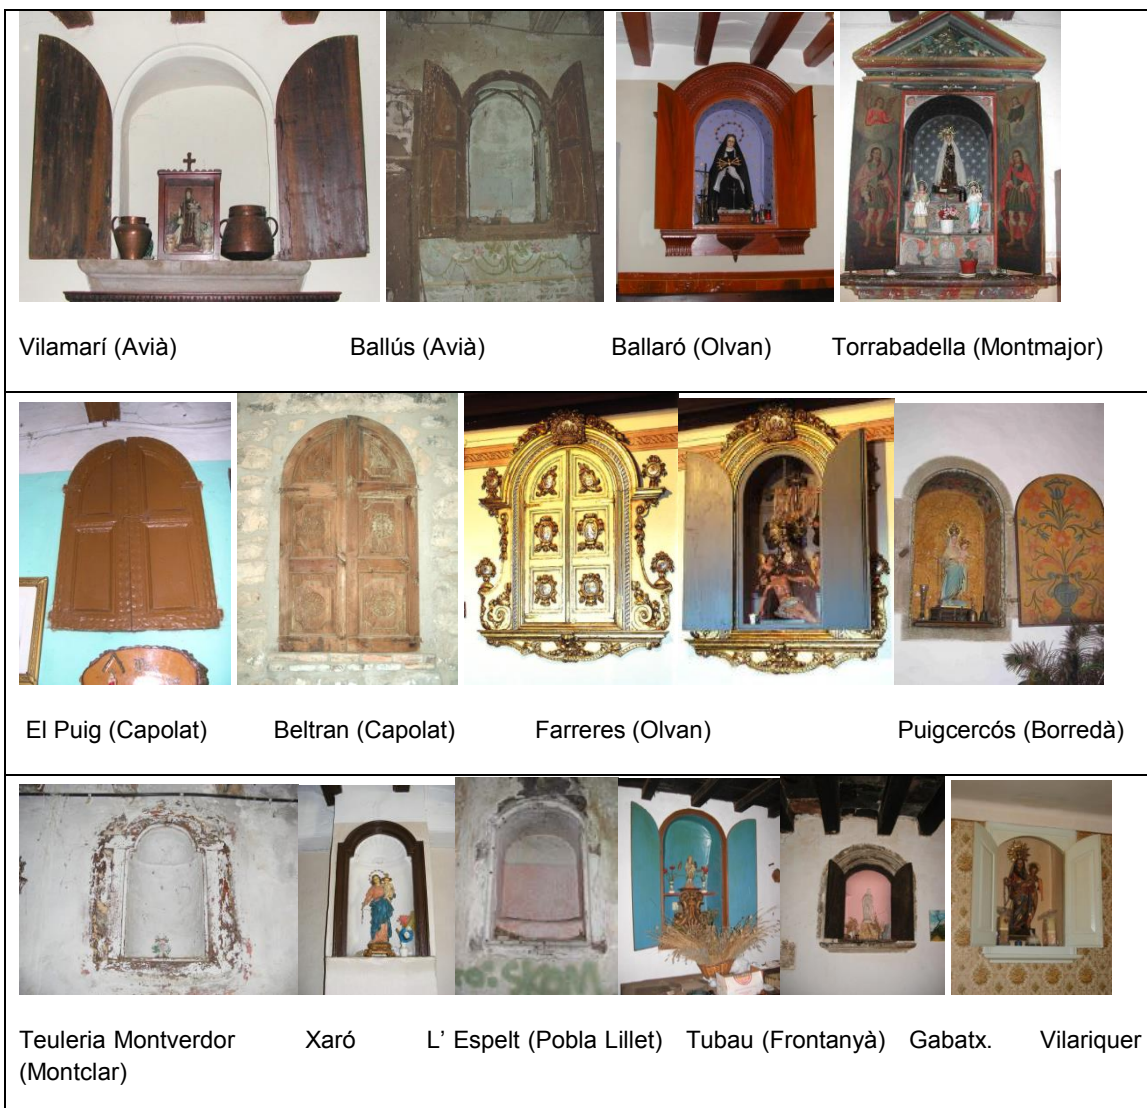 Vilamarí (Avià) Ballús (Avià) Ballaró (Olvan) Torrabadella (Montmajor)
El Puig (Capolat) Beltran (Capolat) Farreres (Olvan) Puigcercós (Borredà)
Teuleria Montverdor Xaró L' Espelt (Pobla Lillet) Tubau (Frontanyà) Gabatx. Vilariquer
(Montclar)